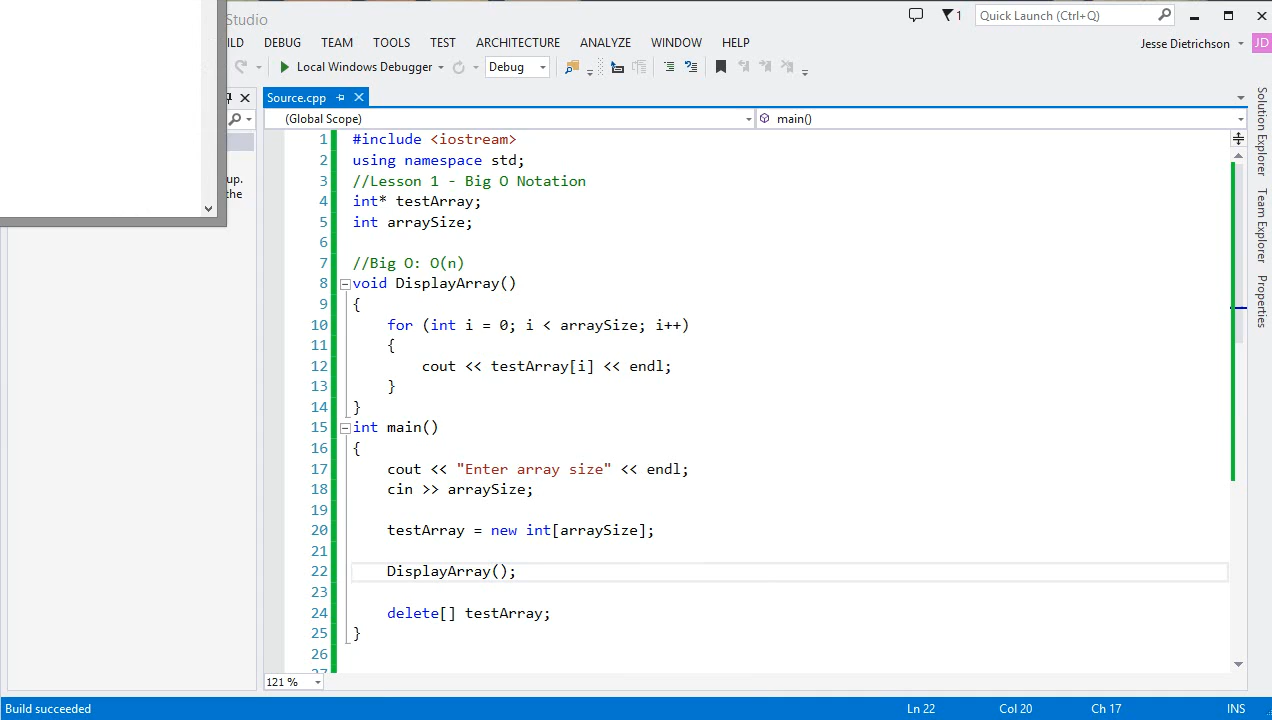 Studio
1
Quick Launch (Ctrl+Q)
ILD DEBUG TEAM TOOLS TEST ARCHITECTURE ANALYZE WINDOW HELP
Jesse Dietrichson
JD
Local Windows Debugger
Debug
Source.cpp
(Global Scope)
main()
up.
the
1 #include <iostream>
2 using namespace std;
3 //Lesson 1 - Big O Notation
4 int* testArray;
5 int arraySize;
6
7 //Big O: O(n)
8 void DisplayArray()
9 {
10 for (int i = 0; i < arraySize; i++)
11 {
12 cout << testArray[i] << endl;
13 }
14 }
15 int main()
16 {
17 cout << "Enter array size" << endl;
18 cin >> arraySize;
19
20 testArray = new int[arraySize];
21
22 DisplayArray();
23
24 delete[] testArray;
25 }
26
27
121 %
Solution Explorer
Team Explorer
Properties
Build succeeded
Ln 22
Col 20
Ch 17
INS